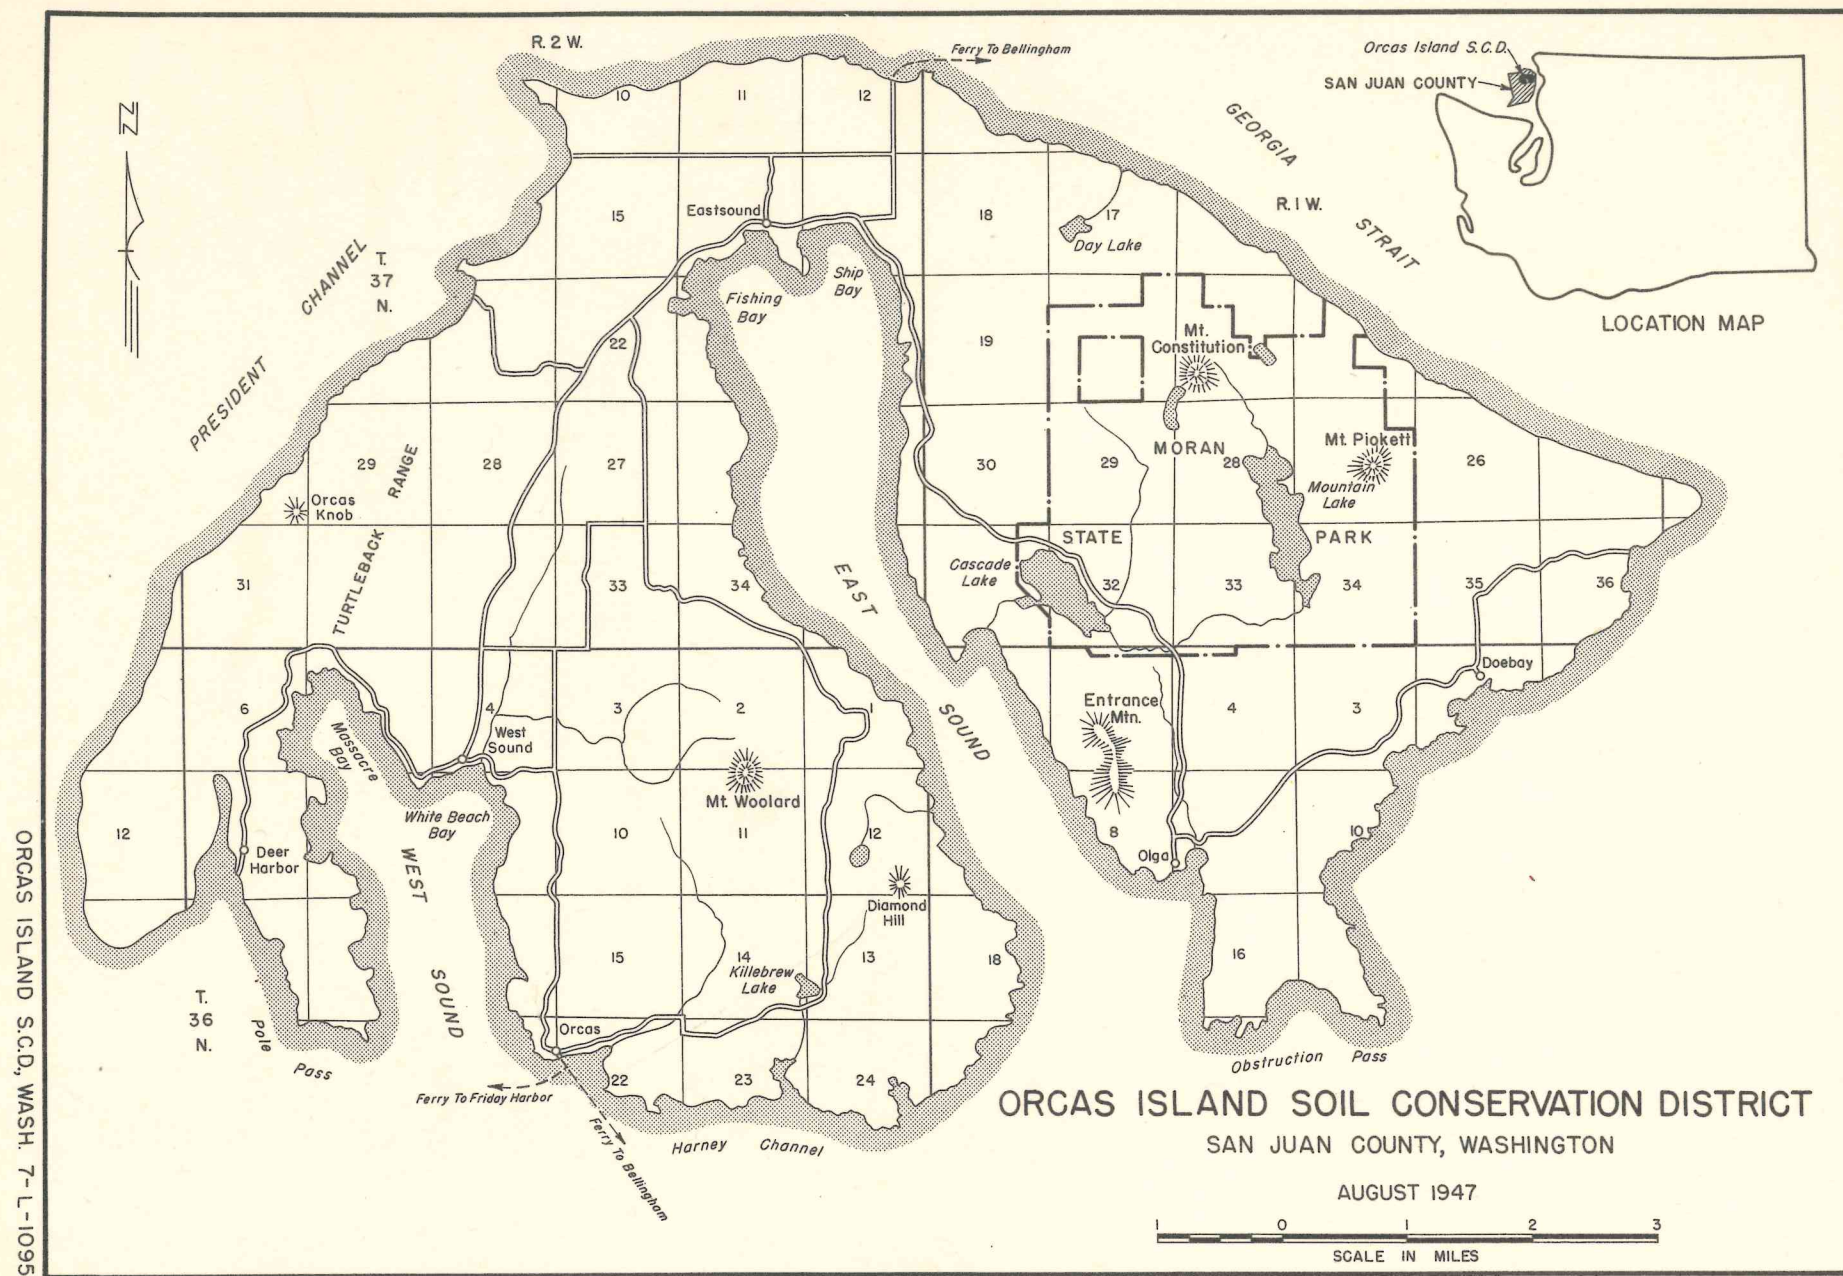 R. 2 W.
Ferry To Bellingham
Orcas Island S.C.D.
SAN JUAN COUNTY
LOCATION MAP
N
10
11
12
GEORGIA
STRAIT
R. 1 W.
15
Eastsound
18
17
Day Lake
PRESIDENT
CHANNEL
T.
37
N.
Fishing
Bay
Ship
Bay
22
19
Mt.
Constitution
29
TURTLEBACK
RANGE
28
27
30
29
MORAN
28
Mt. Pickett
26
Orcas
Knob
Mountain
Lake
STATE
PARK
Cascade
Lake
31
33
34
EAST
SOUND
32
33
34
35
36
Doebay
6
4
3
2
1
Entrance
Mtn.
4
3
West
Sound
Massacre
Bay
Mt. Woolard
White Beach
Bay
12
Deer
Harbor
WEST
SOUND
10
11
12
8
10
Olga
Diamond
Hill
15
14
13
18
16
Killebrew
Lake
T.
36
N.
Pole
Pass
Orcas
Obstruction Pass
22
23
24
Ferry To Friday Harbor
Ferry To Bellingham
Harney Channel
ORCAS ISLAND SOIL CONSERVATION DISTRICT
SAN JUAN COUNTY, WASHINGTON
AUGUST 1947
1 0 1 2 3
SCALE IN MILES
ORCAS ISLAND S.C.D., WASH. 7-L-1095